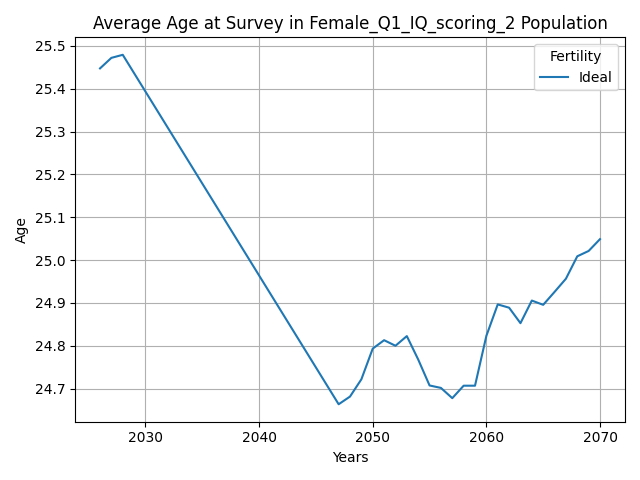 Average Age at Survey in Female_Q1_IQ_scoring_2 Population
Fertility
Ideal
25.5
25.4
25.3
25.2
25.1
25.0
24.9
24.8
24.7
Age
2030 2040 2050 2060 2070
Years